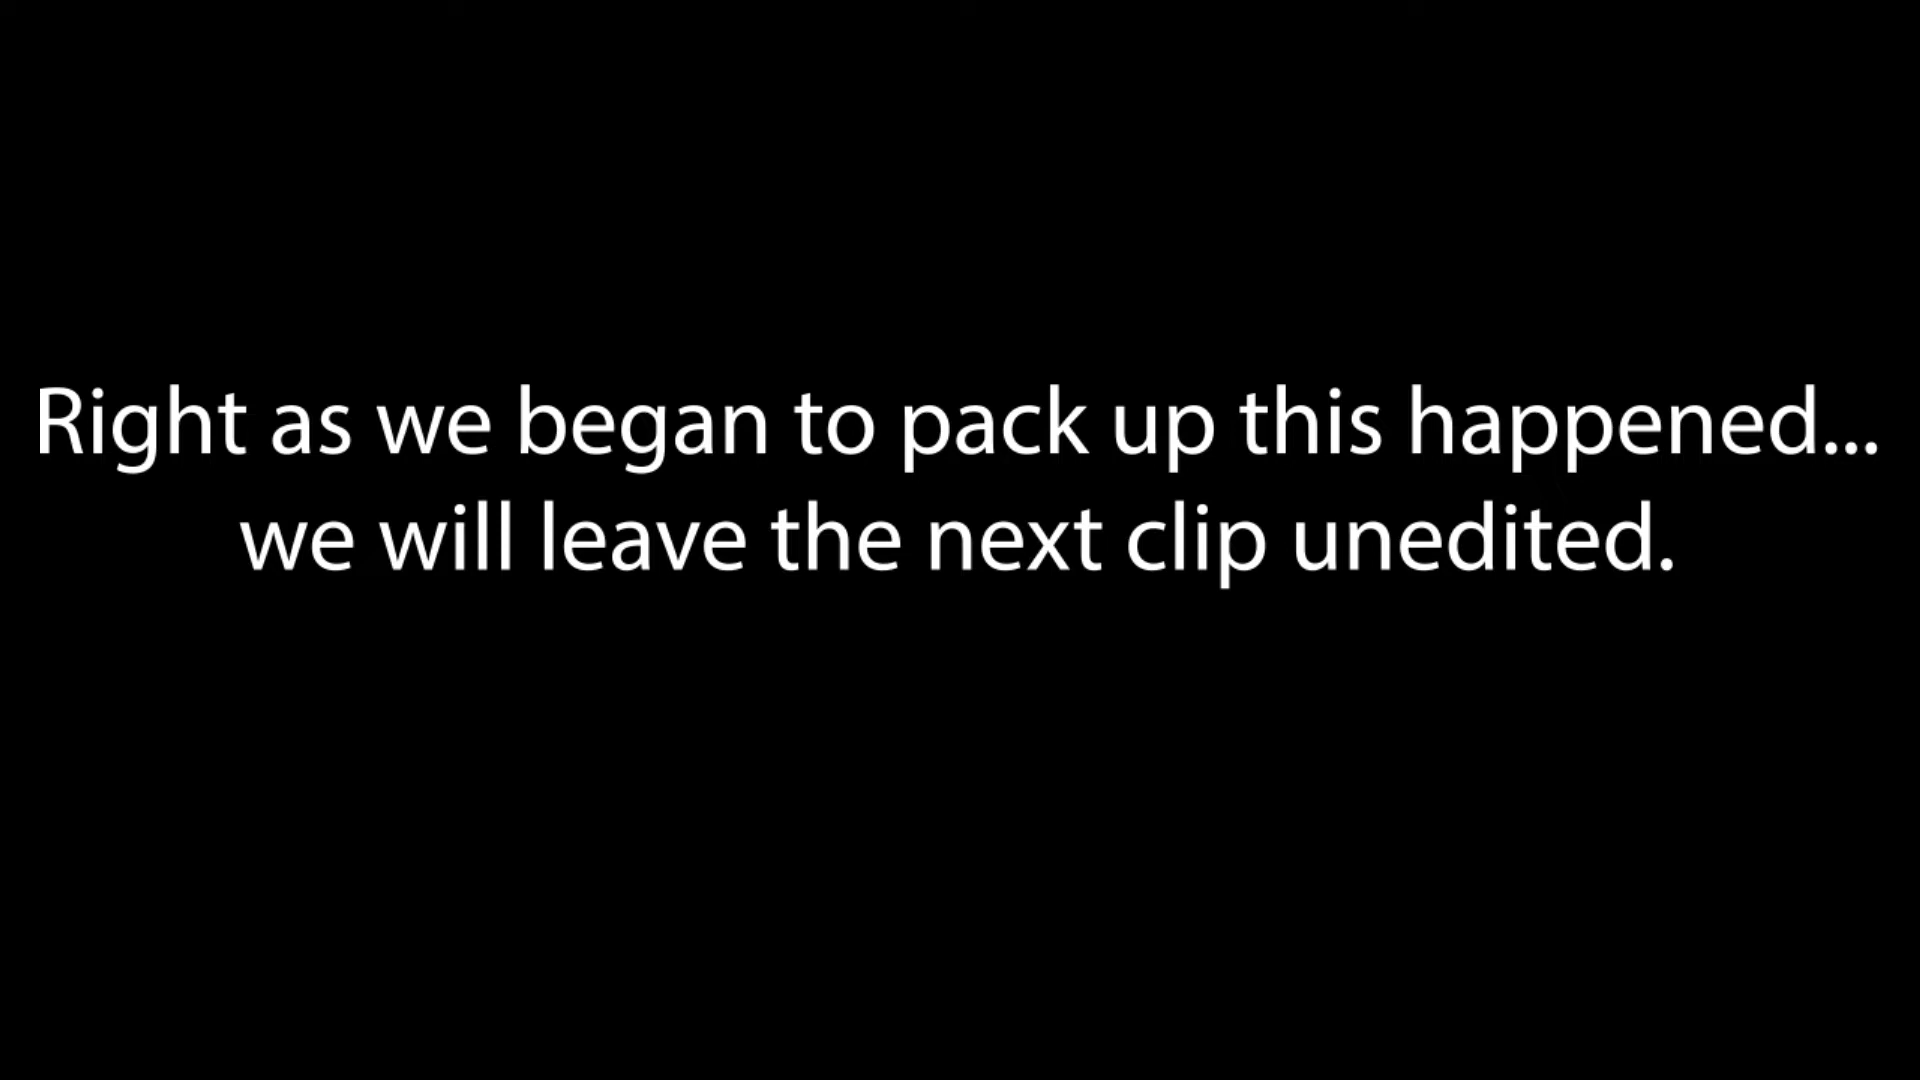 Right as we began to pack up this happened...
we will leave the next clip unedited.